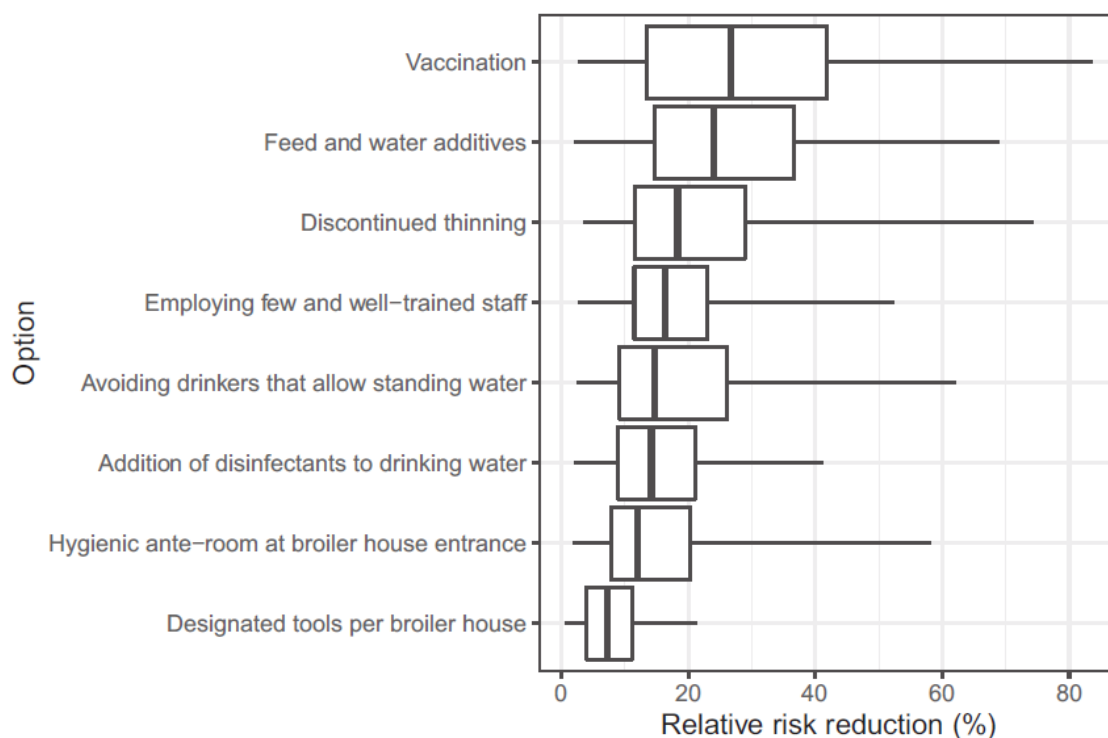 Vaccination
Feed and water additives
Discontinued thinning
Employing few and well−trained staff
Avoiding drinkers that allow standing water
Addition of disinfectants to drinking water
Hygienic ante−room at broiler house entrance
Designated tools per broiler house
Option
0 20 40 60 80
Relative risk reduction (%)